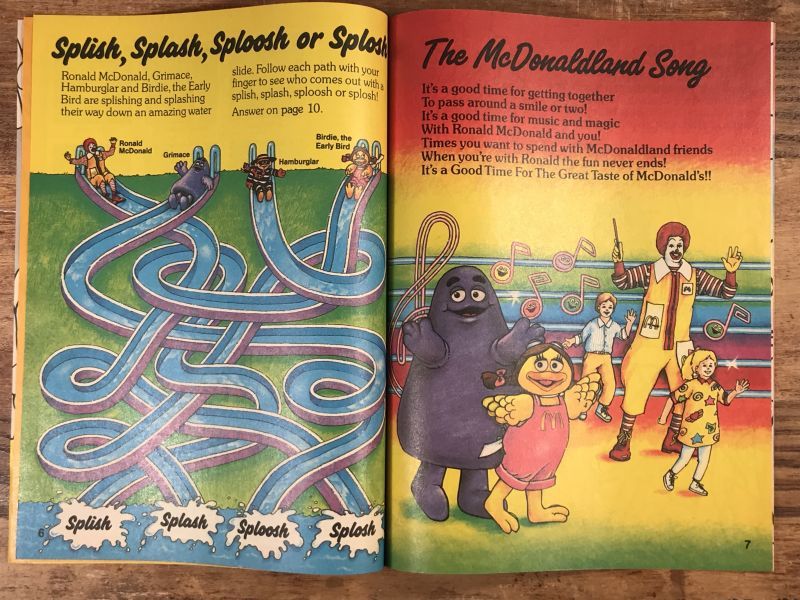 Splish, Splash, Sploosh or Splosh
Ronald McDonald, Grimace,
Hamburglar and Birdie, the Early
Bird are splishing and splashing
their way down an amazing water
slide. Follow each path with your
finger to see who comes out with a
splish, splash, sploosh or splosh!
Answer on page 10.
Ronald
McDonald
Grimace
Hamburglar
Birdie, the
Early Bird
Splish
Splash
Sploosh
Splosh
6
The McDonaldland Song
It's a good time for getting together
To pass around a smile or two!
It's a good time for music and magic
With Ronald McDonald and you!
Times you want to spend with McDonaldland friends
When you're with Ronald the fun never ends!
It's a Good Time For The Great Taste of McDonald's!!
7